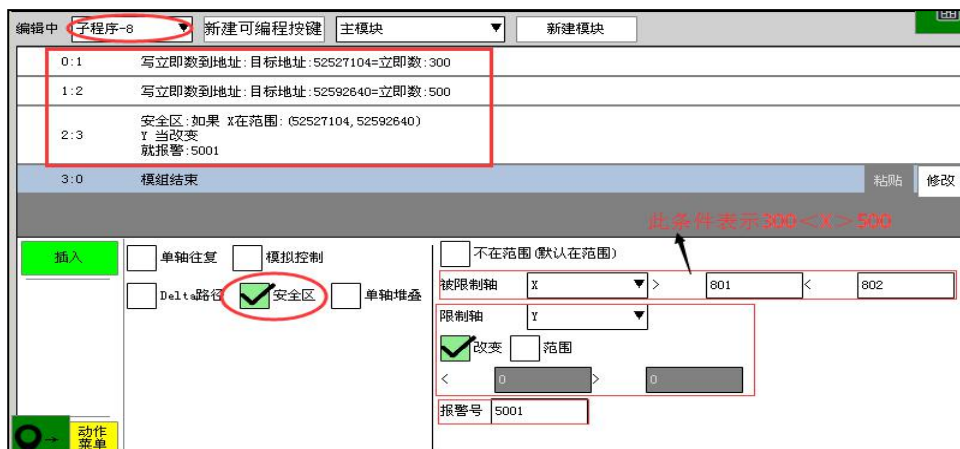 编辑中 子程序-8 新建可编程按键 主模块 新建模块
0:1 写立即数到地址:目标地址:52527104=立即数:300
1:2 写立即数到地址:目标地址:52592640=立即数:500
安全区:如果 X在范围:(52527104,52592640)
2:3 Y 当改变
就报警:5001
3:0 模组结束 粘贴 修改
此条件表示300<X>500
插入 单轴往复 模拟控制 不在范围(默认在范围)
被限制轴 X > 801 < 802
Delta路径 安全区 单轴堆叠
限制轴 Y
改变 范围
< 0 > 0
报警号 5001
动作
菜单